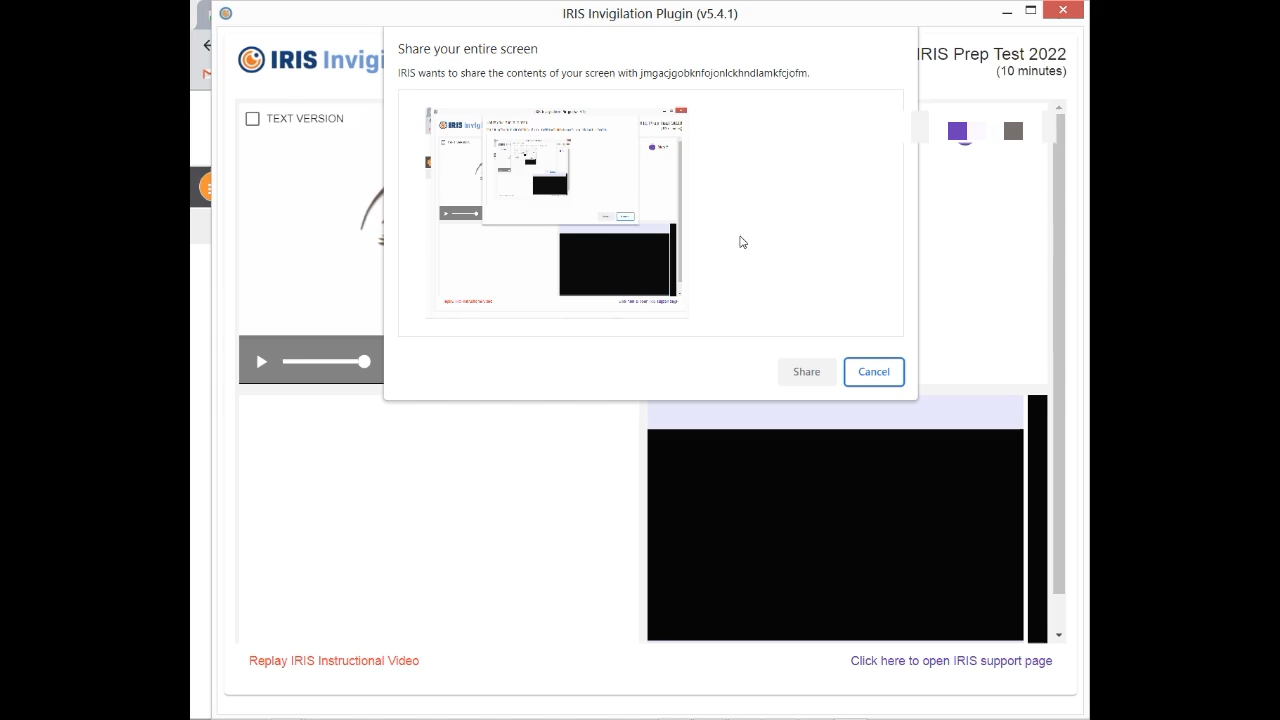 IRIS Invigilation Plugin (v5.4.1)
Share your entire screen
IRIS Invigi
IRIS Prep Test 2022
IRIS wants to share the contents of your screen with jmgacjgobknfojonlckhndlamkfcjofm.
(10 minutes)
TEXT VERSION
Share
Cancel
Replay IRIS Instructional Video
Click here to open IRIS support page